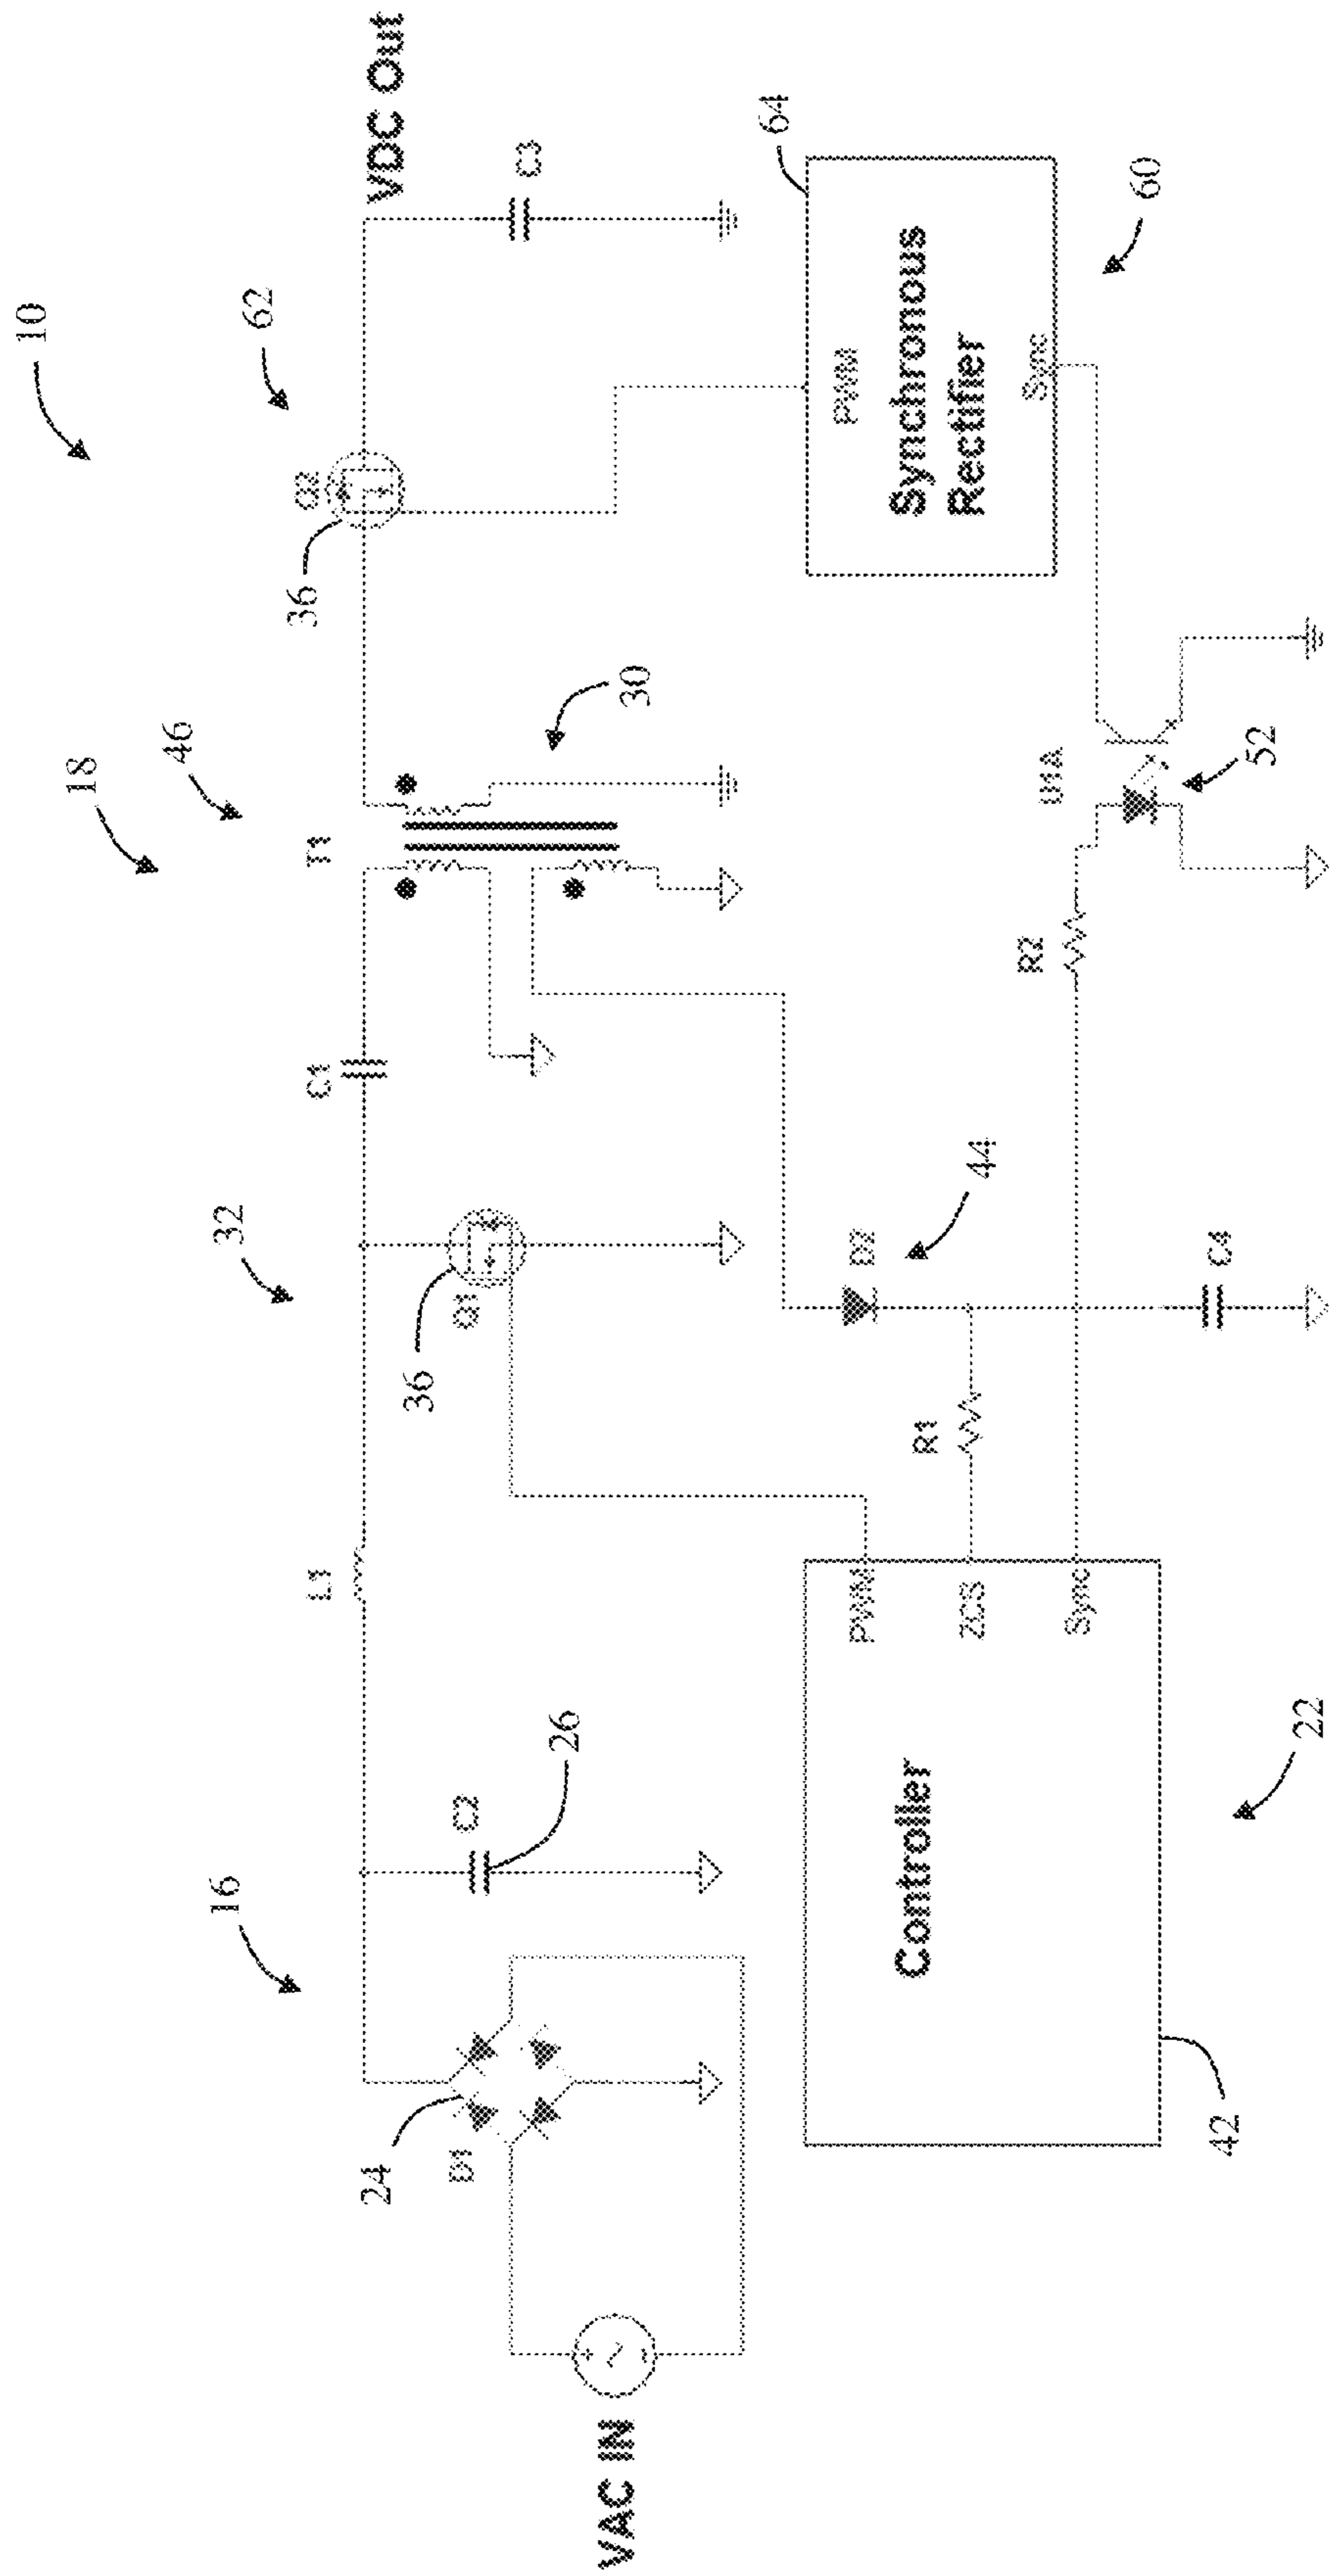 10
18
46
62
32
16
VDC Out
36
Q2
T1
C1
L1
C3
36
Q1
30
C2
26
24
D1
VAC IN
64
PWM
Synchronous
Rectifier
Sync
60
D2
44
R1
PWM
ZCS
Sync
Controller
R2
U1A
52
C4
22
42